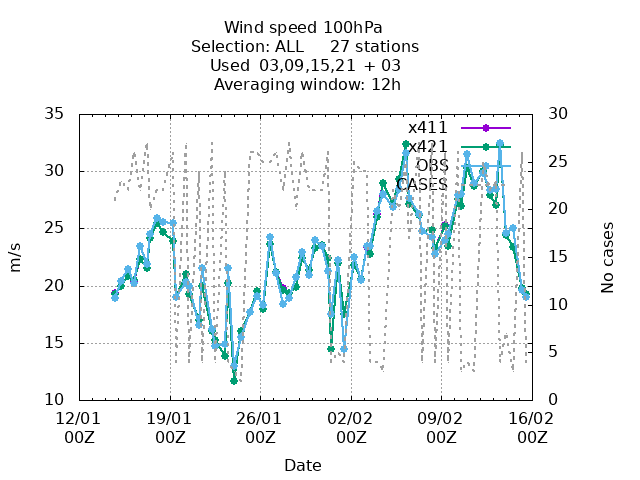 Wind speed 100hPa
Selection: ALL 27 stations
Used 03,09,15,21 + 03
Averaging window: 12h
35
30
25
20
15
10
m/s
30
25
20
15
10
5
0
No cases
x411
x421
OBS
CASES
12/01 19/01 26/01 02/02 09/02 16/02
00Z 00Z 00Z 00Z 00Z 00Z
Date